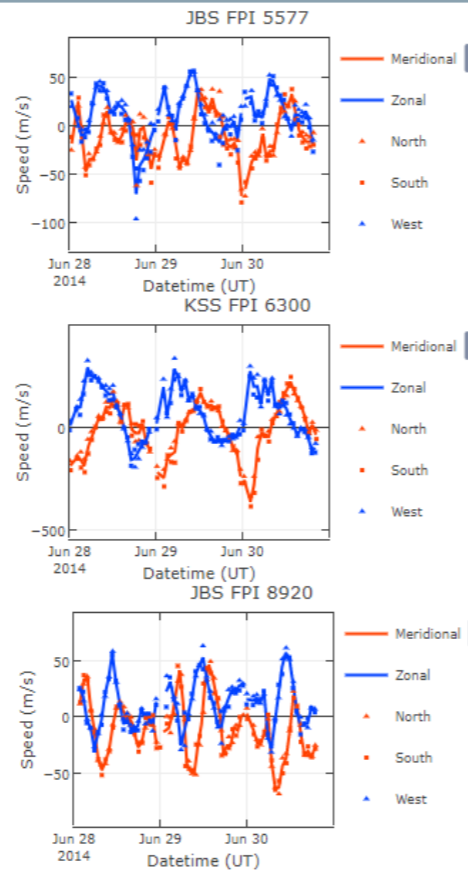 JBS FPI 5577
50
0
−50
−100
Speed (m/s)
Jun 28
2014
Jun 29
Jun 30
Datetime (UT)
Meridional
Zonal
North
South
West
KSS FPI 6300
0
−500
Speed (m/s)
Jun 28
2014
Jun 29
Jun 30
Datetime (UT)
Meridional
Zonal
North
South
West
JBS FPI 8920
50
0
−50
Speed (m/s)
Jun 28
2014
Jun 29
Jun 30
Datetime (UT)
Meridional
Zonal
North
South
West